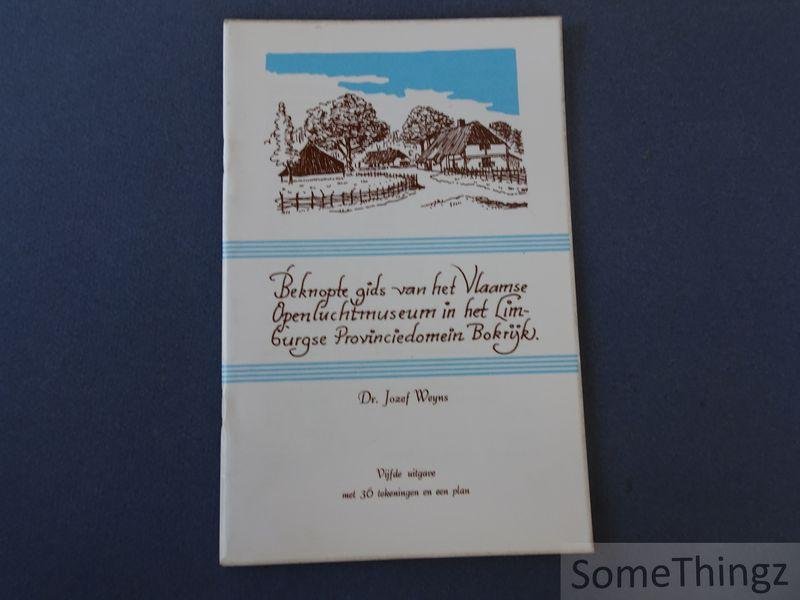 Beknopte gids van het Vlaamse
Openluchtmuseum in het Lim-
burgse Provinciedomein Bokrijk.
Dr. Jozef Weyns
Vijfde uitgave
met 36 tekeningen en een plan
SomeThingz